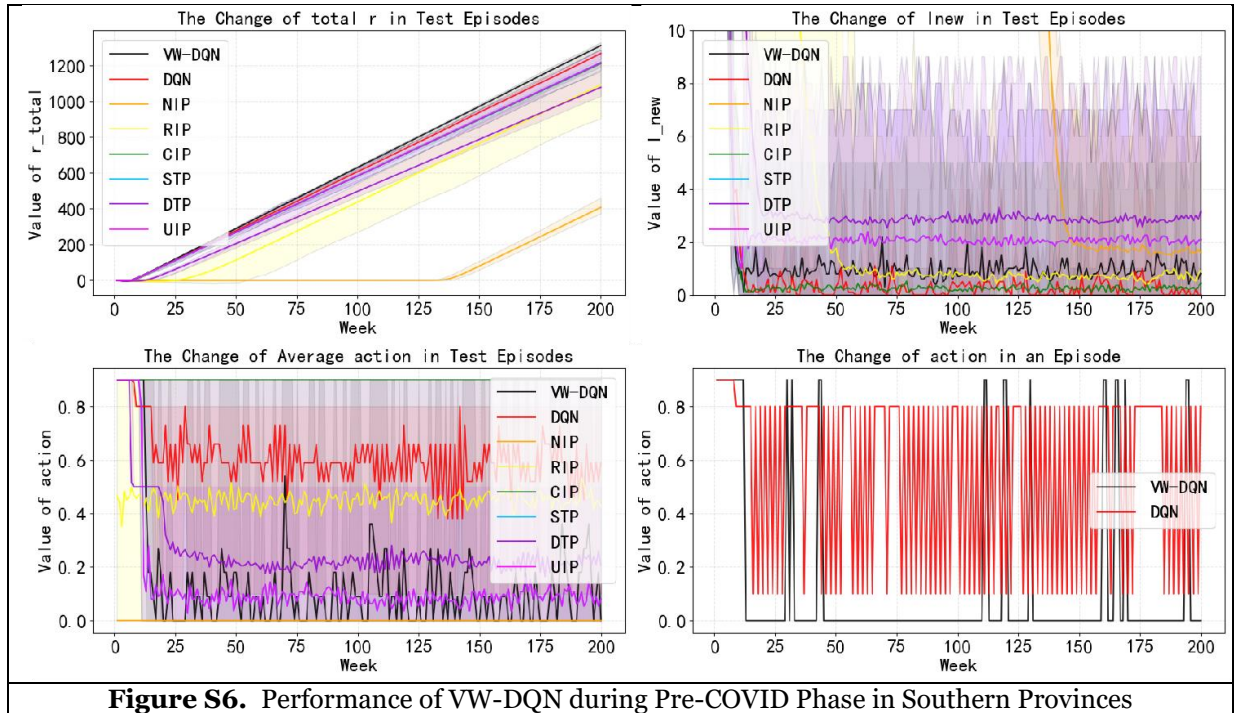 The Change of total r in Test Episodes
Value of r_total
1200
1000
800
600
400
200
0
VW-DQN
DQN
NIP
RIP
CIP
STP
DTP
UIP
0 25 50 75 100 125 150 175 200
Week
The Change of Inew in Test Episodes
Value of I_new
10
8
6
4
2
0
VW-DQN
DQN
NIP
RIP
CIP
STP
DTP
UIP
0 25 50 75 100 125 150 175 200
Week
The Change of Average action in Test Episodes
Value of action
0.8
0.6
0.4
0.2
0.0
VW-DQN
DQN
NIP
RIP
CIP
STP
DTP
UIP
0 25 50 75 100 125 150 175 200
Week
The Change of action in an Episode
Value of action
0.8
0.6
0.4
0.2
0.0
VW-DQN
DQN
0 25 50 75 100 125 150 175 200
Week
Figure S6. Performance of VW-DQN during Pre-COVID Phase in Southern Provinces